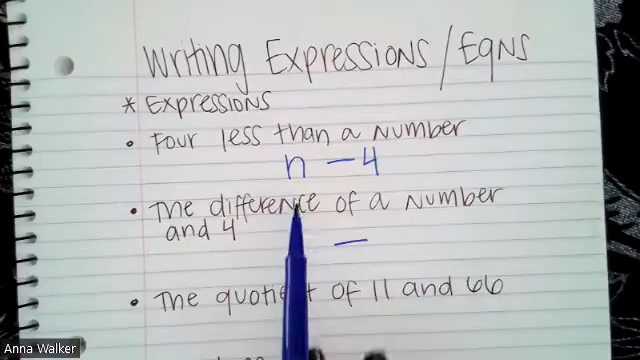 Writing Expressions/Eqns
* Expressions
• Four less than a number
n - 4
• The difference of a number
and 4
-
• The quotient of 11 and 66
Anna Walker